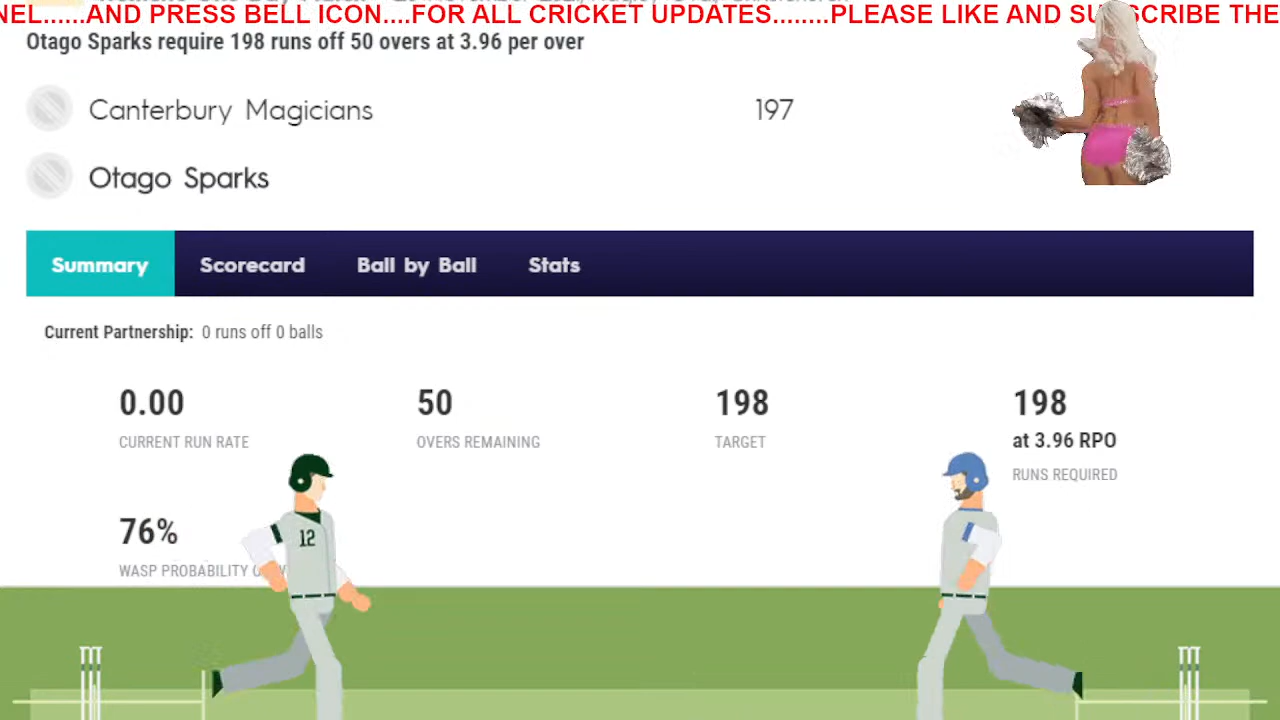 NEL......AND PRESS BELL ICON....FOR ALL CRICKET UPDATES........PLEASE LIKE AND SUBSCRIBE THE
Otago Sparks require 198 runs off 50 overs at 3.96 per over
Canterbury Magicians 197
Otago Sparks
Summary Scorecard Ball by Ball Stats
Current Partnership: 0 runs off 0 balls
0.00 50 198 198
at 3.96 RPO
CURRENT RUN RATE OVERS REMAINING TARGET
RUNS REQUIRED
76%
12
WASP PROBABILITY